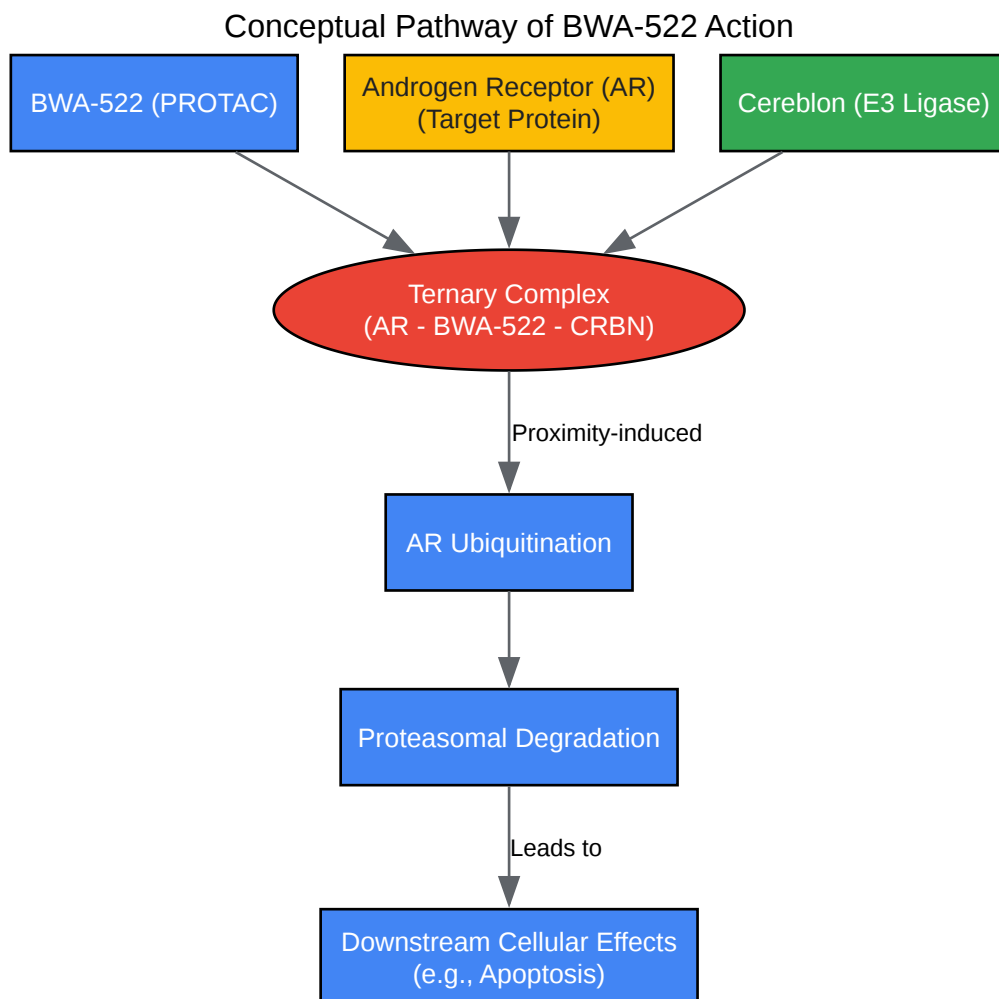 Conceptual Pathway of BWA-522 Action
BWA-522 (PROTAC)
Androgen Receptor (AR)
(Target Protein)
Cereblon (E3 Ligase)
Ternary Complex
(AR - BWA-522 - CRBN)
Proximity-induced
AR Ubiquitination
Proteasomal Degradation
Leads to
Downstream Cellular Effects
(e.g., Apoptosis)